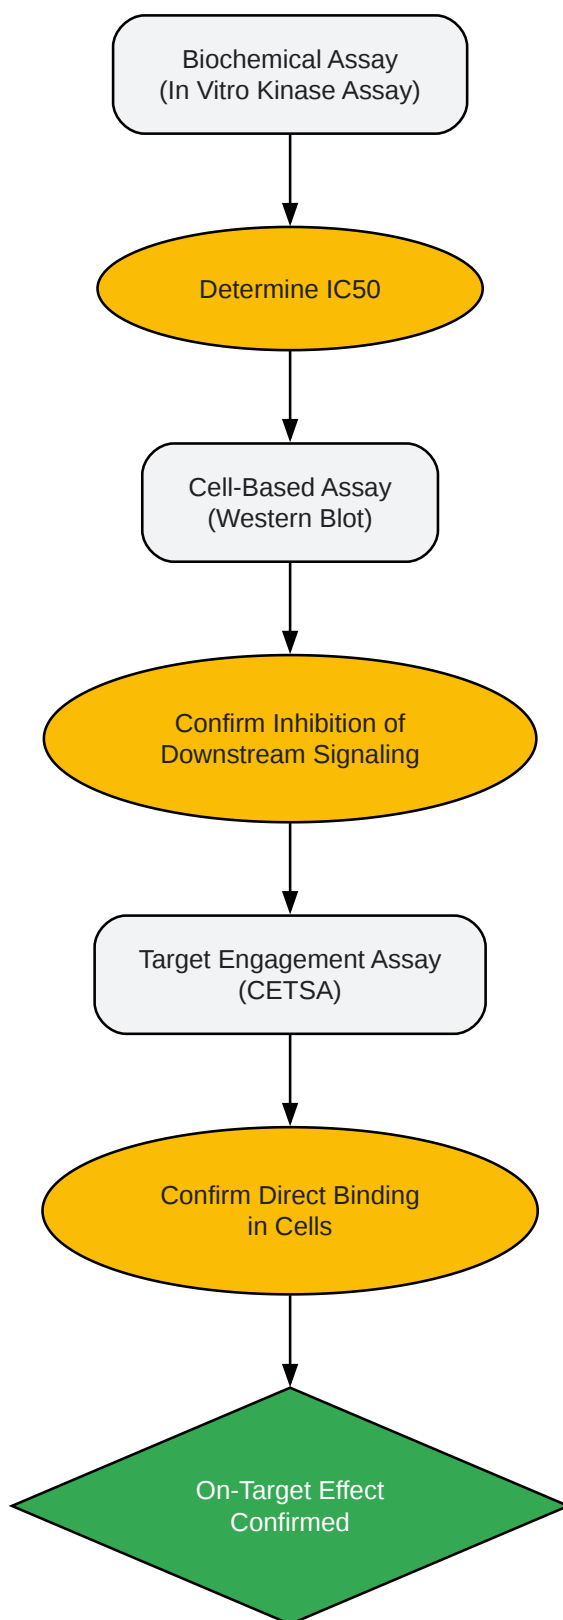 Biochemical Assay
(In Vitro Kinase Assay)
Determine IC50
Cell-Based Assay
(Western Blot)
Confirm Inhibition of
Downstream Signaling
Target Engagement Assay
(CETSA)
Confirm Direct Binding
in Cells
On-Target Effect
Confirmed